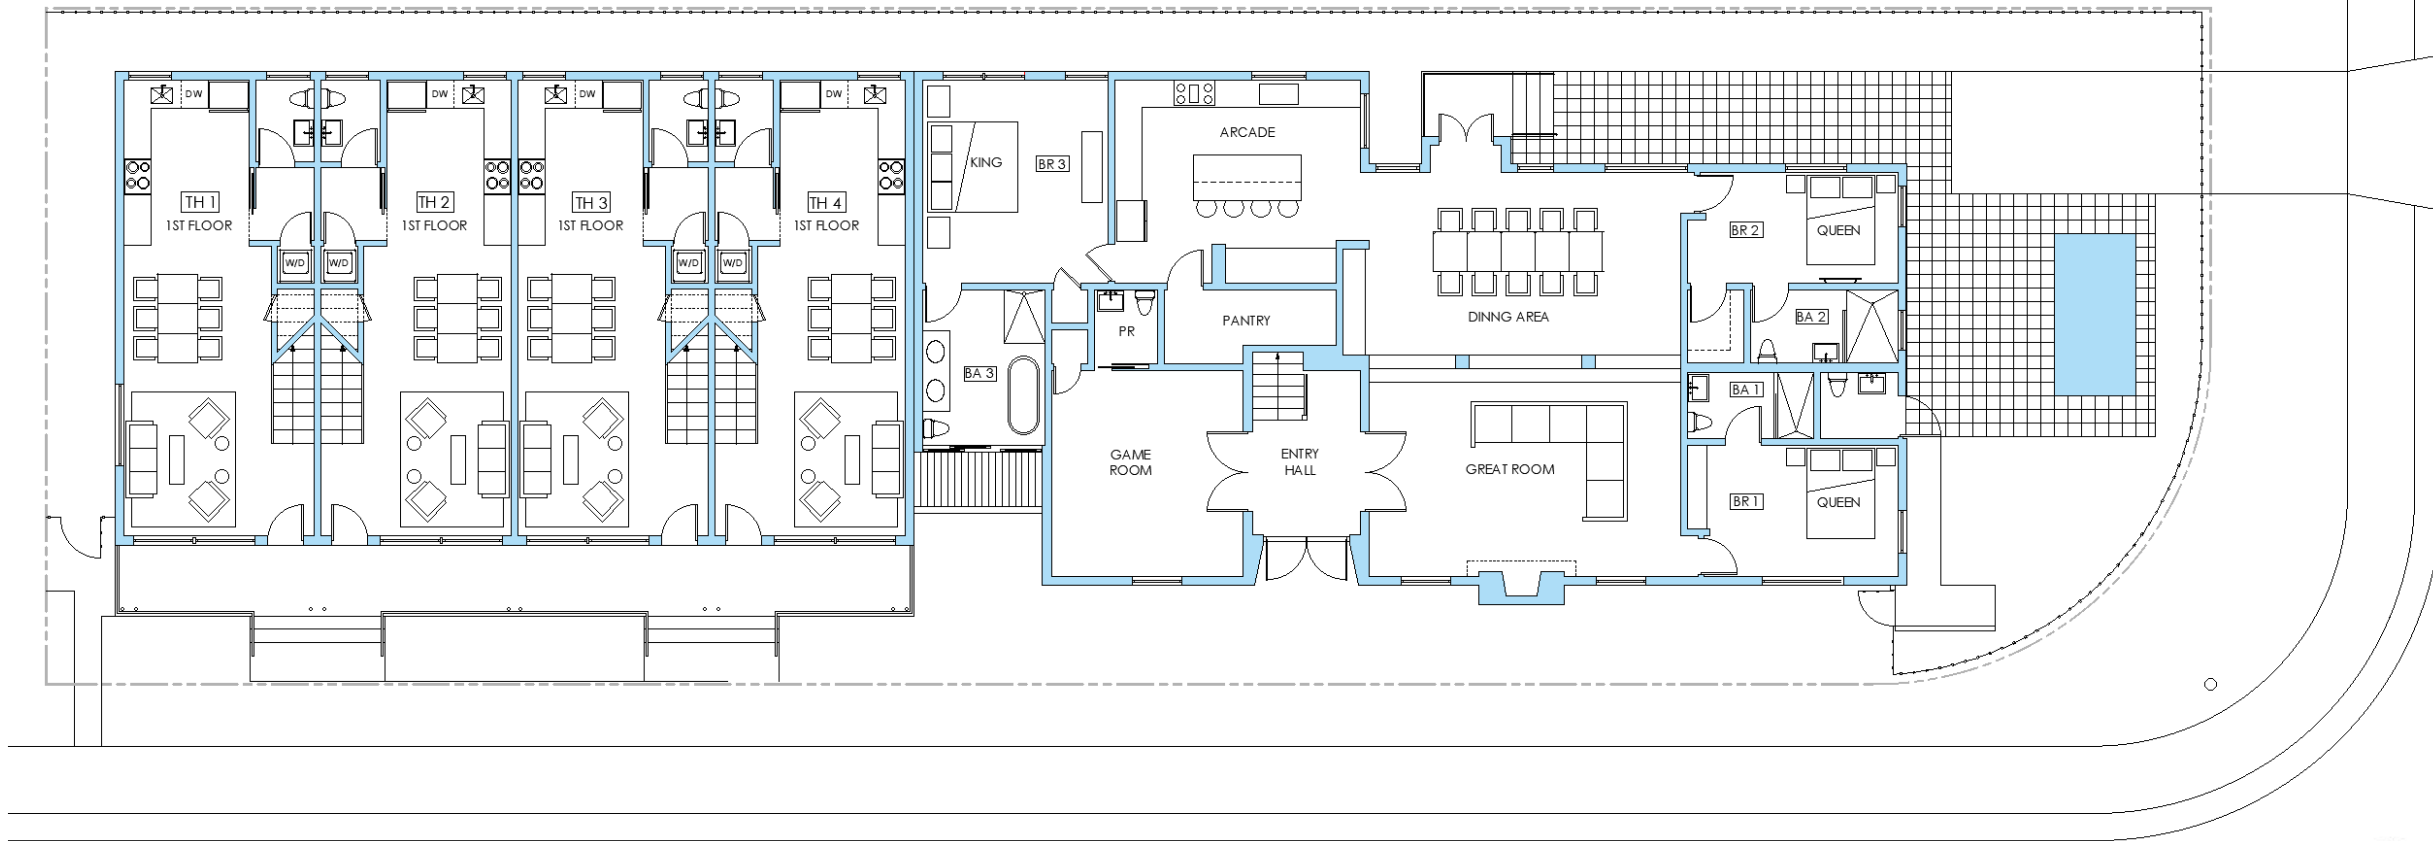 DW
DW
DW
DW
ARCADE
KING
BR 3
TH 1
1ST FLOOR
TH 2
1ST FLOOR
TH 3
1ST FLOOR
TH 4
1ST FLOOR
BR 2
QUEEN
W/D
W/D
W/D
W/D
PR
PANTRY
DINNG AREA
BA 2
BA 3
BA 1
GAME
ROOM
ENTRY
HALL
GREAT ROOM
BR 1
QUEEN